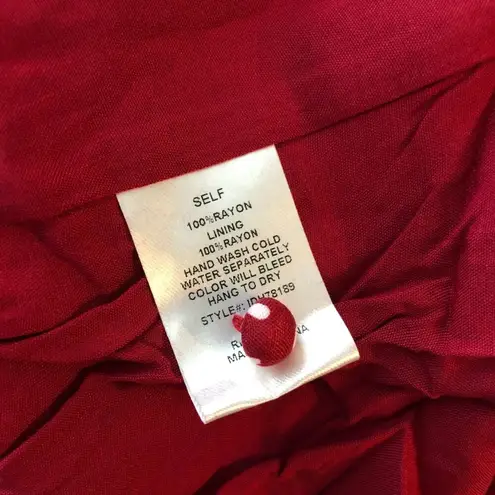 SELF
100%RAYON
LINING
100%RAYON
HAND WASH COLD
WATER SEPARATELY
COLOR WILL BLEED
HANG TO DRY
STYLE#: